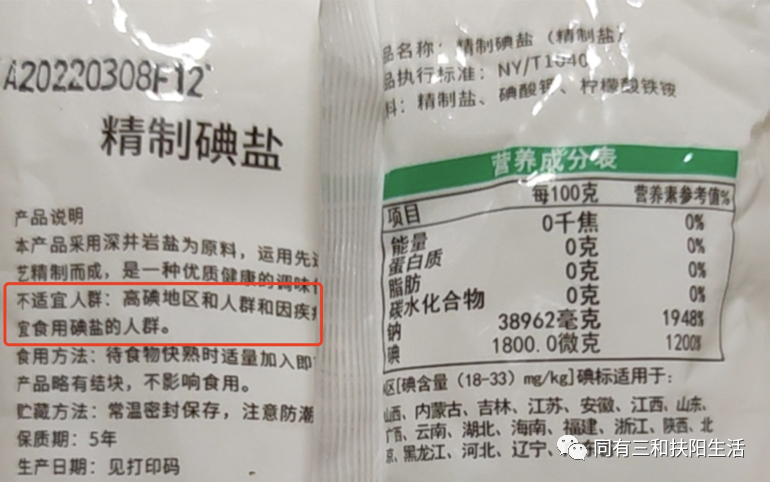 A20220308F12
精制碘盐
产品说明
本产品采用深井岩盐为原料，运用先
艺精制而成，是一种优质健康的调味
不适宜人群：高碘地区和人群和因疾
宜食用碘盐的人群。
食用方法：待食物快熟时适量加入即
产品略有结块，不影响食用。
贮藏方法：常温密封保存，注意防潮
保质期：5年
生产日期：见打印码
品名称：精制碘盐（精制盐）
品执行标准：NY/T1040
料：精制盐、碘酸钾、柠檬酸铁铵
营养成分表
项目 每100克 营养素参考值%
能量 0千焦 0%
蛋白质 0克 0%
脂肪 0克 0%
碳水化合物 0克 0%
钠 38962毫克 1948%
碘 1800.0微克 1200%
区[碘含量（18-33）mg/kg]碘标适用于：
山西、内蒙古、吉林、江苏、安徽、江西、山东、
广西、云南、湖北、海南、福建、浙江、陕西、北
京、黑龙江、河北、辽宁、
同有三和扶阳生活